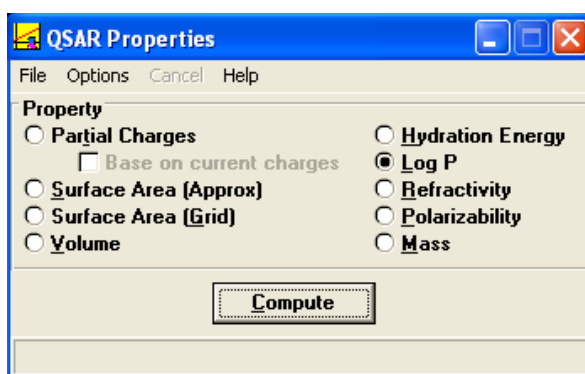 QSAR Properties
File Options Cancel Help
Property
Partial Charges
Base on current charges
Surface Area (Approx)
Surface Area (Grid)
Volume
Hydration Energy
Log P
Refractivity
Polarizability
Mass
Compute